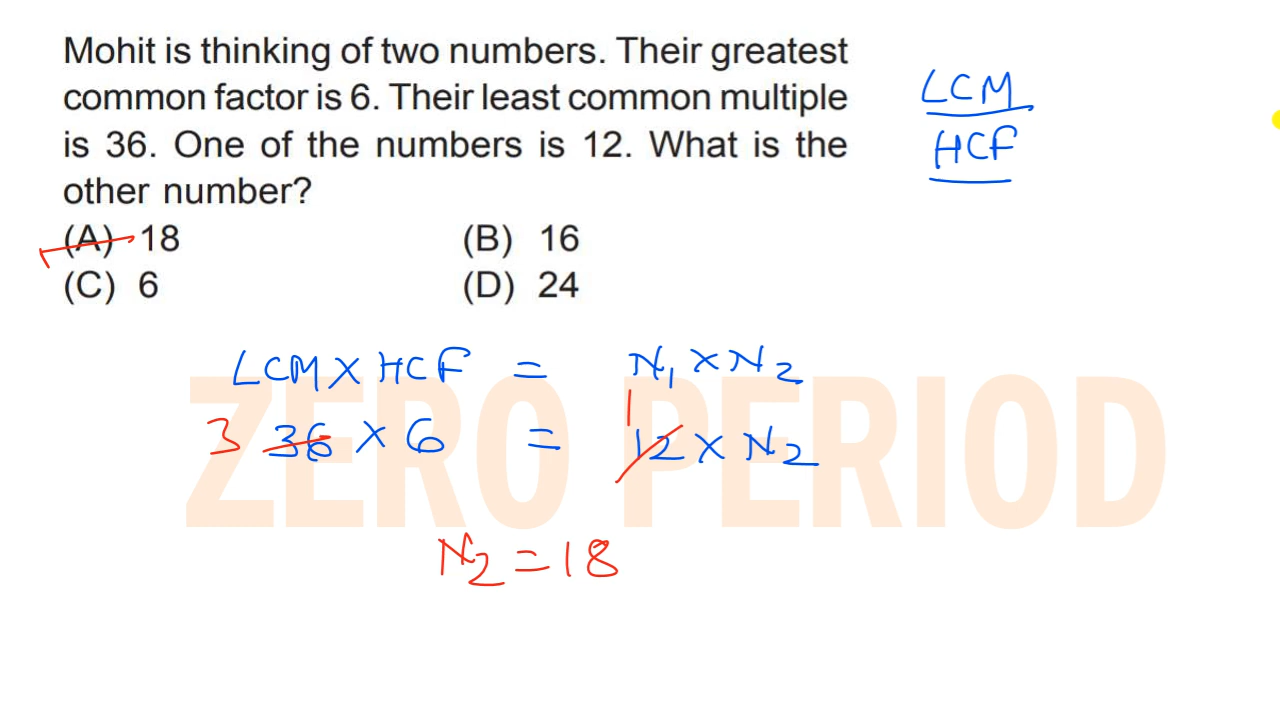 Mohit is thinking of two numbers. Their greatest
common factor is 6. Their least common multiple
is 36. One of the numbers is 12. What is the
other number?
(A) 18 (B) 16
(C) 6 (D) 24
LCM
HCF
LCM X HCF = N1 X N2
1
3 36 X 6 = 12 X N2
N2 = 18
ZERO PERIOD